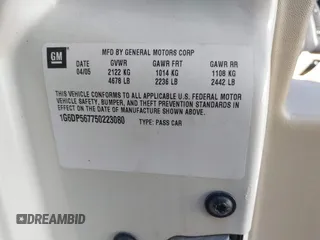 GM
MFD BY GENERAL MOTORS CORP
DATE GVWR GAWR FRT GAWR RR
04/05 2122 KG 1014 KG 1108 KG
4678 LB 2236 LB 2442 LB
THIS VEHICLE CONFORMS TO ALL APPLICABLE U.S. FEDERAL MOTOR
VEHICLE SAFETY, BUMPER, AND THEFT PREVENTION STANDARDS IN
EFFECT ON THE DATE OF MANUFACTURE SHOWN ABOVE.
1G6DP567750223080 TYPE: PASS CAR
DREAMBID